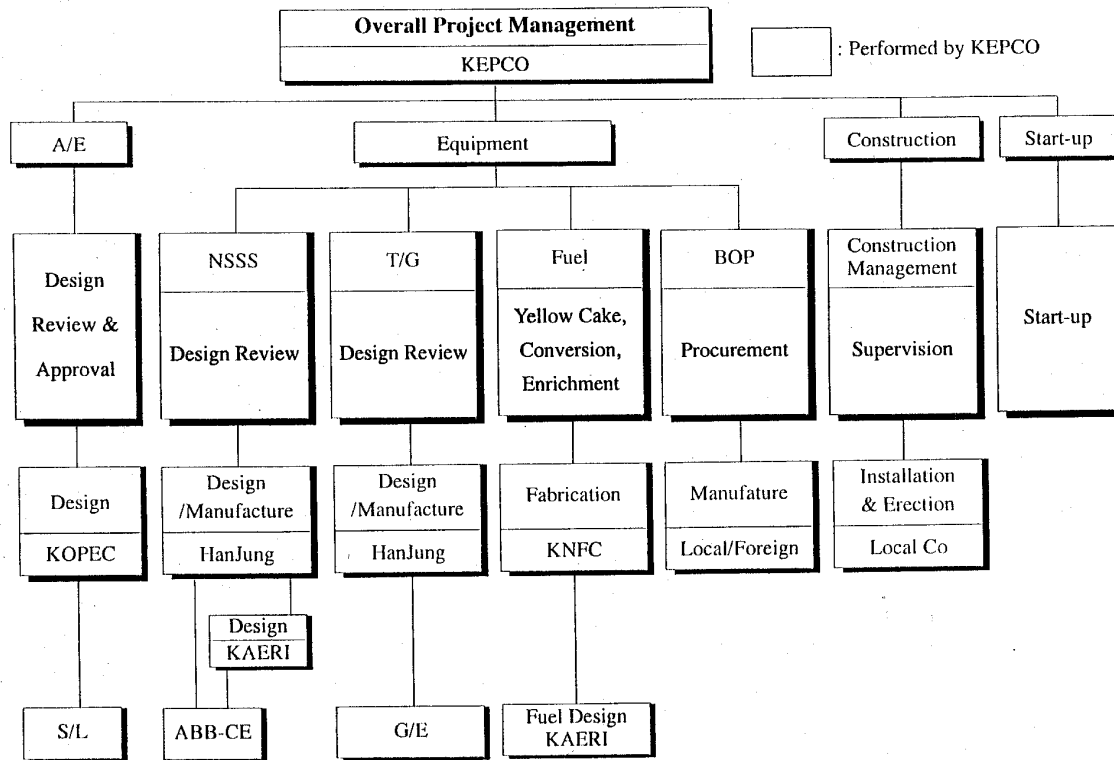 Overall Project Management
KEPCO
: Performed by KEPCO
A/E
Equipment
Construction
Start-up
Design
Review &
Approval
NSSS
Design Review
T/G
Design Review
Fuel
Yellow Cake,
Conversion,
Enrichment
BOP
Procurement
Construction
Management
Supervision
Start-up
Design
KOPEC
Design
/Manufacture
HanJung
Design
/Manufacture
HanJung
Fabrication
KNFC
Manufature
Local/Foreign
Installation
& Erection
Local Co
Design
KAERI
S/L
ABB-CE
G/E
Fuel Design
KAERI